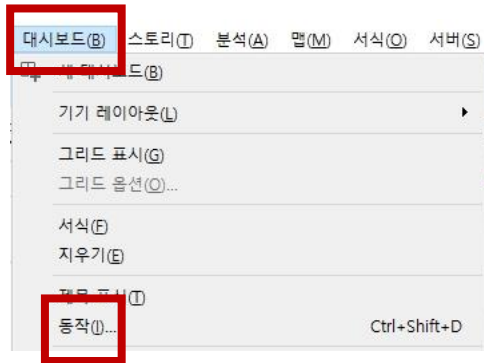 대시보드(B) 스토리(T) 분석(A) 맵(M) 서식(O) 서버(S)
기기 레이아웃(L)
그리드 표시(G)
그리드 옵션(O)...
서식(F)
지우기(E)
동작(I)... Ctrl+Shift+D